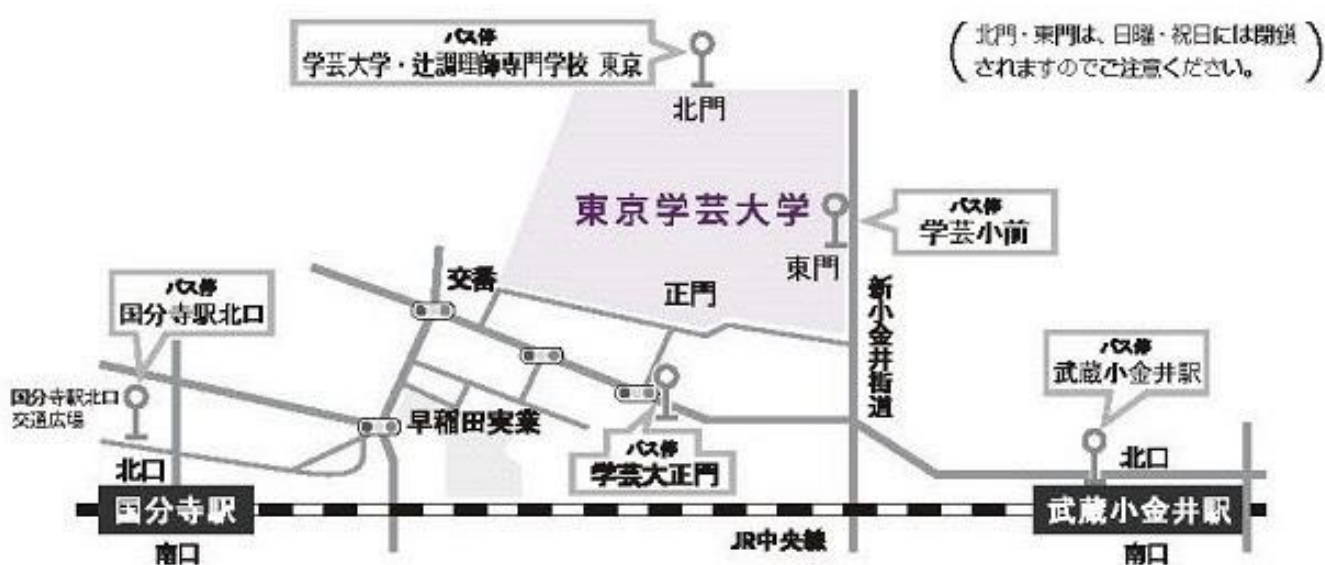 バス停
学芸大学・辻調理師専門学校 東京
北門・東門は、日曜・祝日には閉鎖
されますのでご注意ください。
北門
東京学芸大学
バス停
学芸小前
東門
正門
交番
新小金井街道
バス停
国分寺駅北口
国分寺駅北口
交通広場
バス停
武蔵小金井駅
早稲田実業
バス停
学芸大正門
北口
国分寺駅
南口
JR中央線
北口
武蔵小金井駅
南口